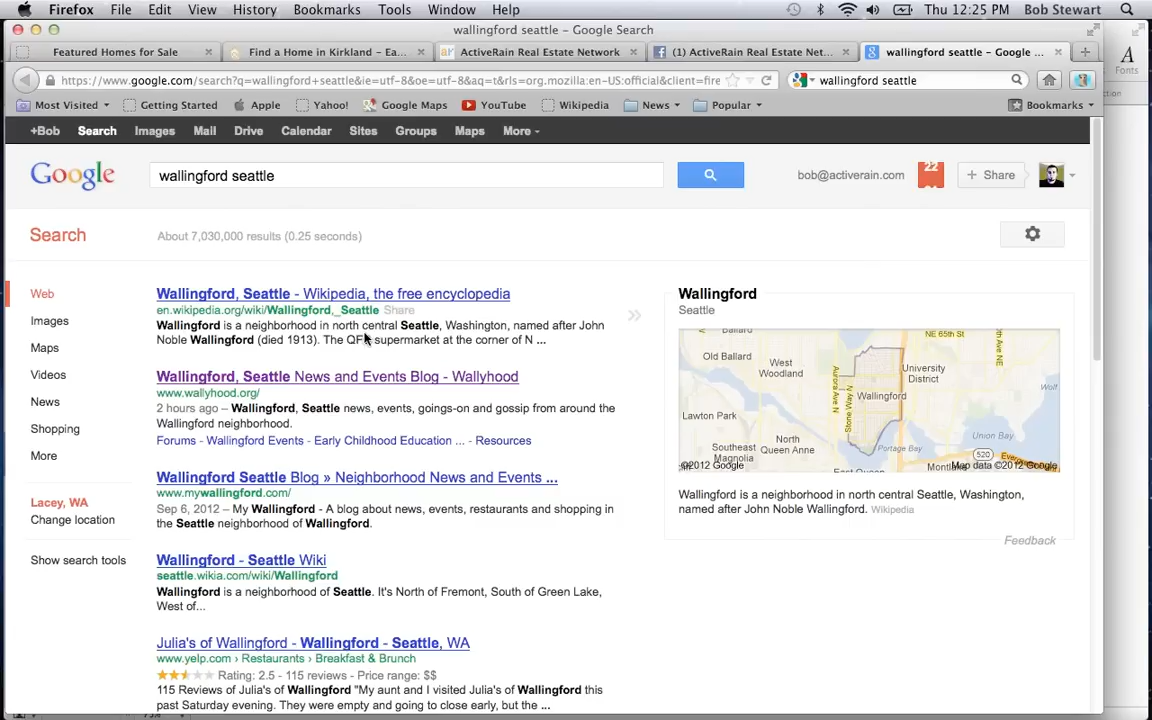 Firefox File Edit View History Bookmarks Tools Window Help Thu 12:25 PM Bob Stewart
wallingford seattle - Google Search
Featured Homes for Sale Find a Home in Kirkland - Ea... ActiveRain Real Estate Network (1) ActiveRain Real Estate Net... wallingford seattle - Google ...
https://www.google.com/search?q=wallingford+seattle&ie=utf-8&oe=utf-8&aq=t&rls=org.mozilla:en-US:official&client=fire wallingford seattle
Fonts
Most Visited Getting Started Apple Yahoo! Google Maps YouTube Wikipedia News Popular Bookmarks
+Bob Search Images Mail Drive Calendar Sites Groups Maps More
Google wallingford seattle bob@activerain.com 22 + Share
Search About 7,030,000 results (0.25 seconds)
Web
Images
Maps
Videos
News
Shopping
More
Lacey, WA
Change location
Show search tools
Wallingford, Seattle - Wikipedia, the free encyclopedia
en.wikipedia.org/wiki/Wallingford,_Seattle Share
Wallingford is a neighborhood in north central Seattle, Washington, named after John
Noble Wallingford (died 1913). The QF supermarket at the corner of N ...
Wallingford, Seattle News and Events Blog - Wallyhood
www.wallyhood.org/
2 hours ago – Wallingford, Seattle news, events, goings-on and gossip from around the
Wallingford neighborhood.
Forums - Wallingford Events - Early Childhood Education ... - Resources
Wallingford Seattle Blog » Neighborhood News and Events ...
www.mywallingford.com/
Sep 6, 2012 – My Wallingford - A blog about news, events, restaurants and shopping in
the Seattle neighborhood of Wallingford.
Wallingford - Seattle Wiki
seattle.wikia.com/wiki/Wallingford
Wallingford is a neighborhood of Seattle. It's North of Fremont, South of Green Lake,
West of...
Julia's of Wallingford - Wallingford - Seattle, WA
www.yelp.com › Restaurants › Breakfast & Brunch
Rating: 2.5 - 115 reviews - Price range: $$
115 Reviews of Julia's of Wallingford "My aunt and I visited Julia's of Wallingford this
past Saturday evening. They were empty and going to close early, but the ...
Wallingford
Seattle
Ballard
NE 65th St
Old Ballard
West Woodland
University District
Aurora Ave N
Stone Way N
Wallingford
Wolf
Lawton Park
Southeast Magnolia
North Queen Anne
Portage Bay
Union Bay
520
East Queen
Montlake
Evergreen
©2012 Google
Map data ©2012 Google
Wallingford is a neighborhood in north central Seattle, Washington,
named after John Noble Wallingford. Wikipedia
Feedback